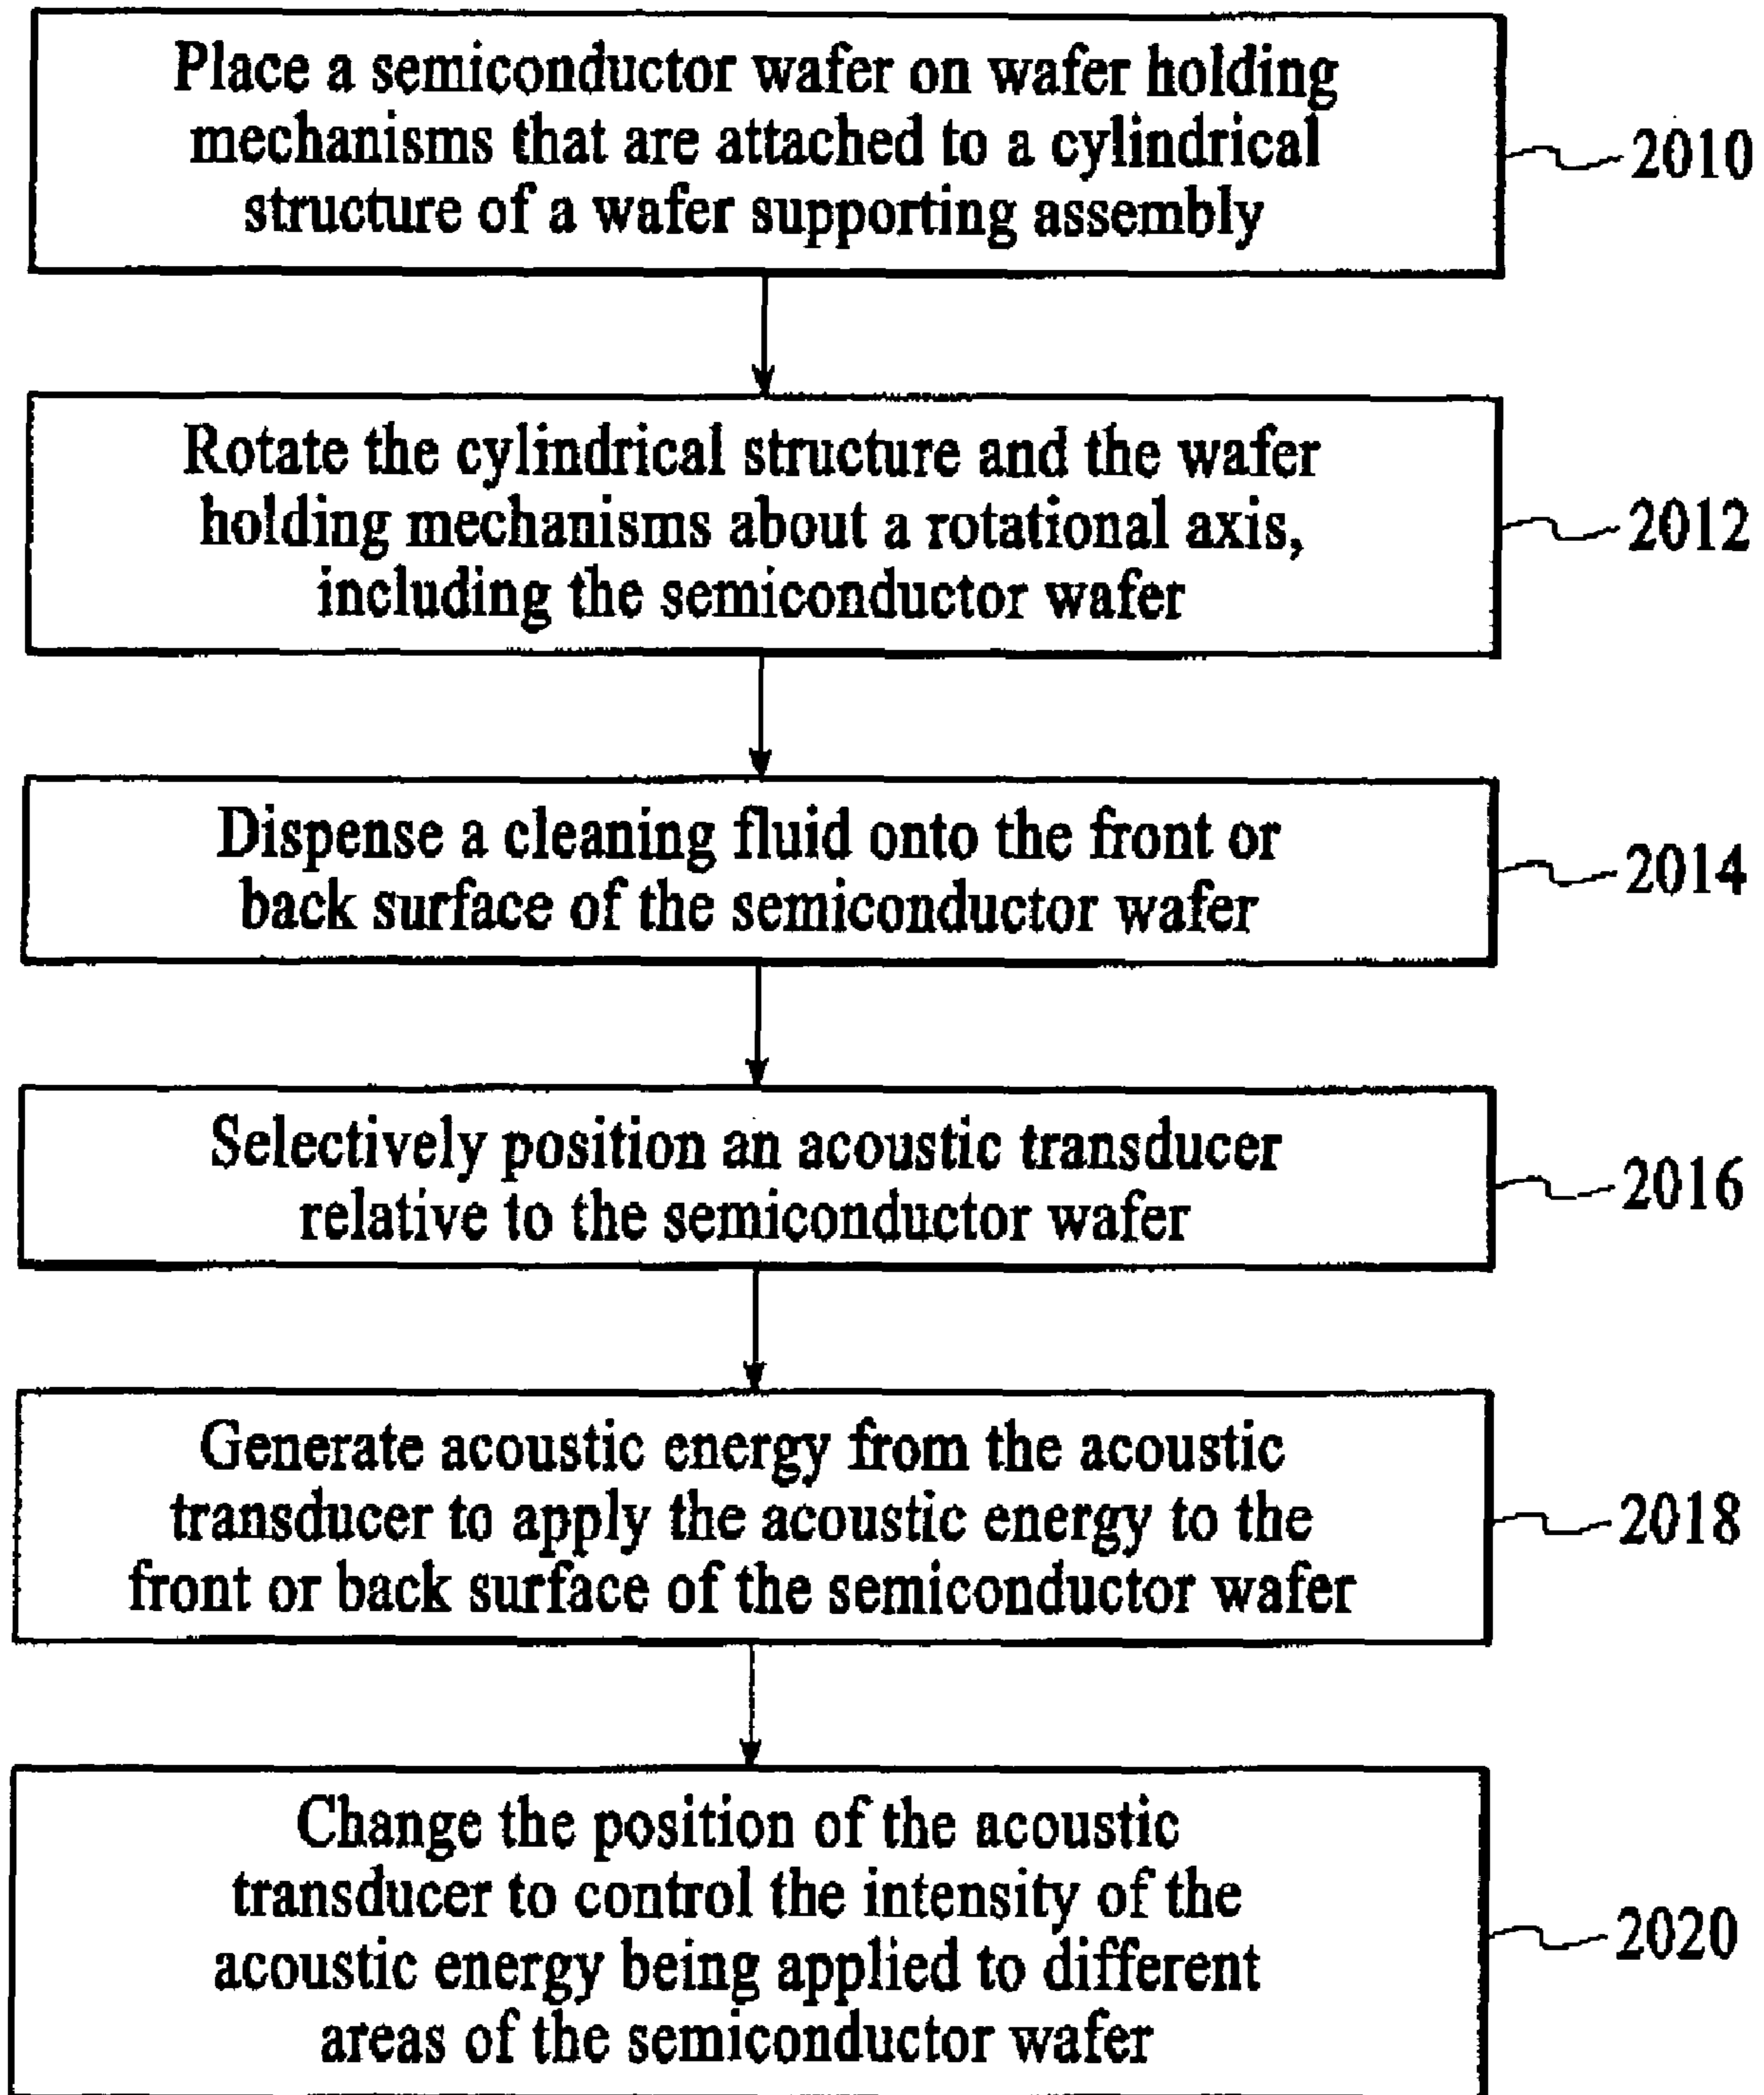 Place a semiconductor wafer on wafer holding
mechanisms that are attached to a cylindrical
structure of a wafer supporting assembly
2010
Rotate the cylindrical structure and the wafer
holding mechanisms about a rotational axis,
including the semiconductor wafer
2012
Dispense a cleaning fluid onto the front or
back surface of the semiconductor wafer
2014
Selectively position an acoustic transducer
relative to the semiconductor wafer
2016
Generate acoustic energy from the acoustic
transducer to apply the acoustic energy to the
front or back surface of the semiconductor wafer
2018
Change the position of the acoustic
transducer to control the intensity of the
acoustic energy being applied to different
areas of the semiconductor wafer
2020